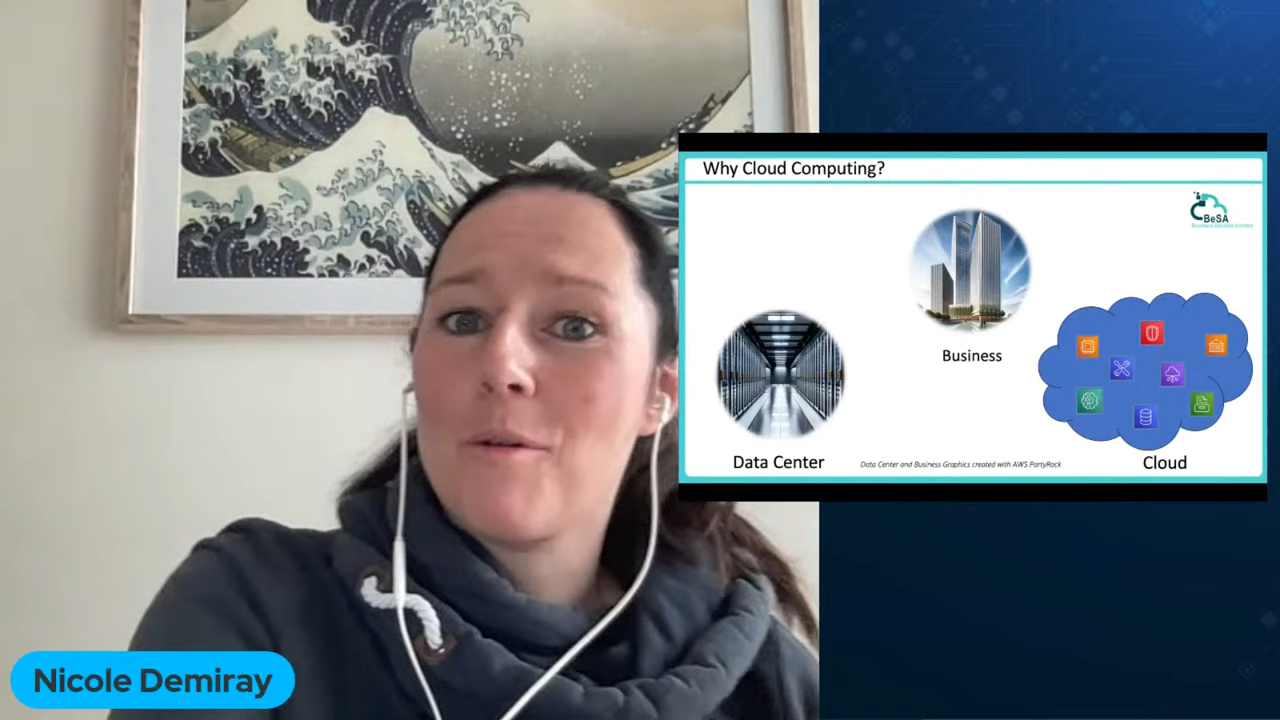 Why Cloud Computing?
BeSA
Business
Data Center
Data Center and Business Graphics created with AWS PartyRock
Cloud
Nicole Demiray